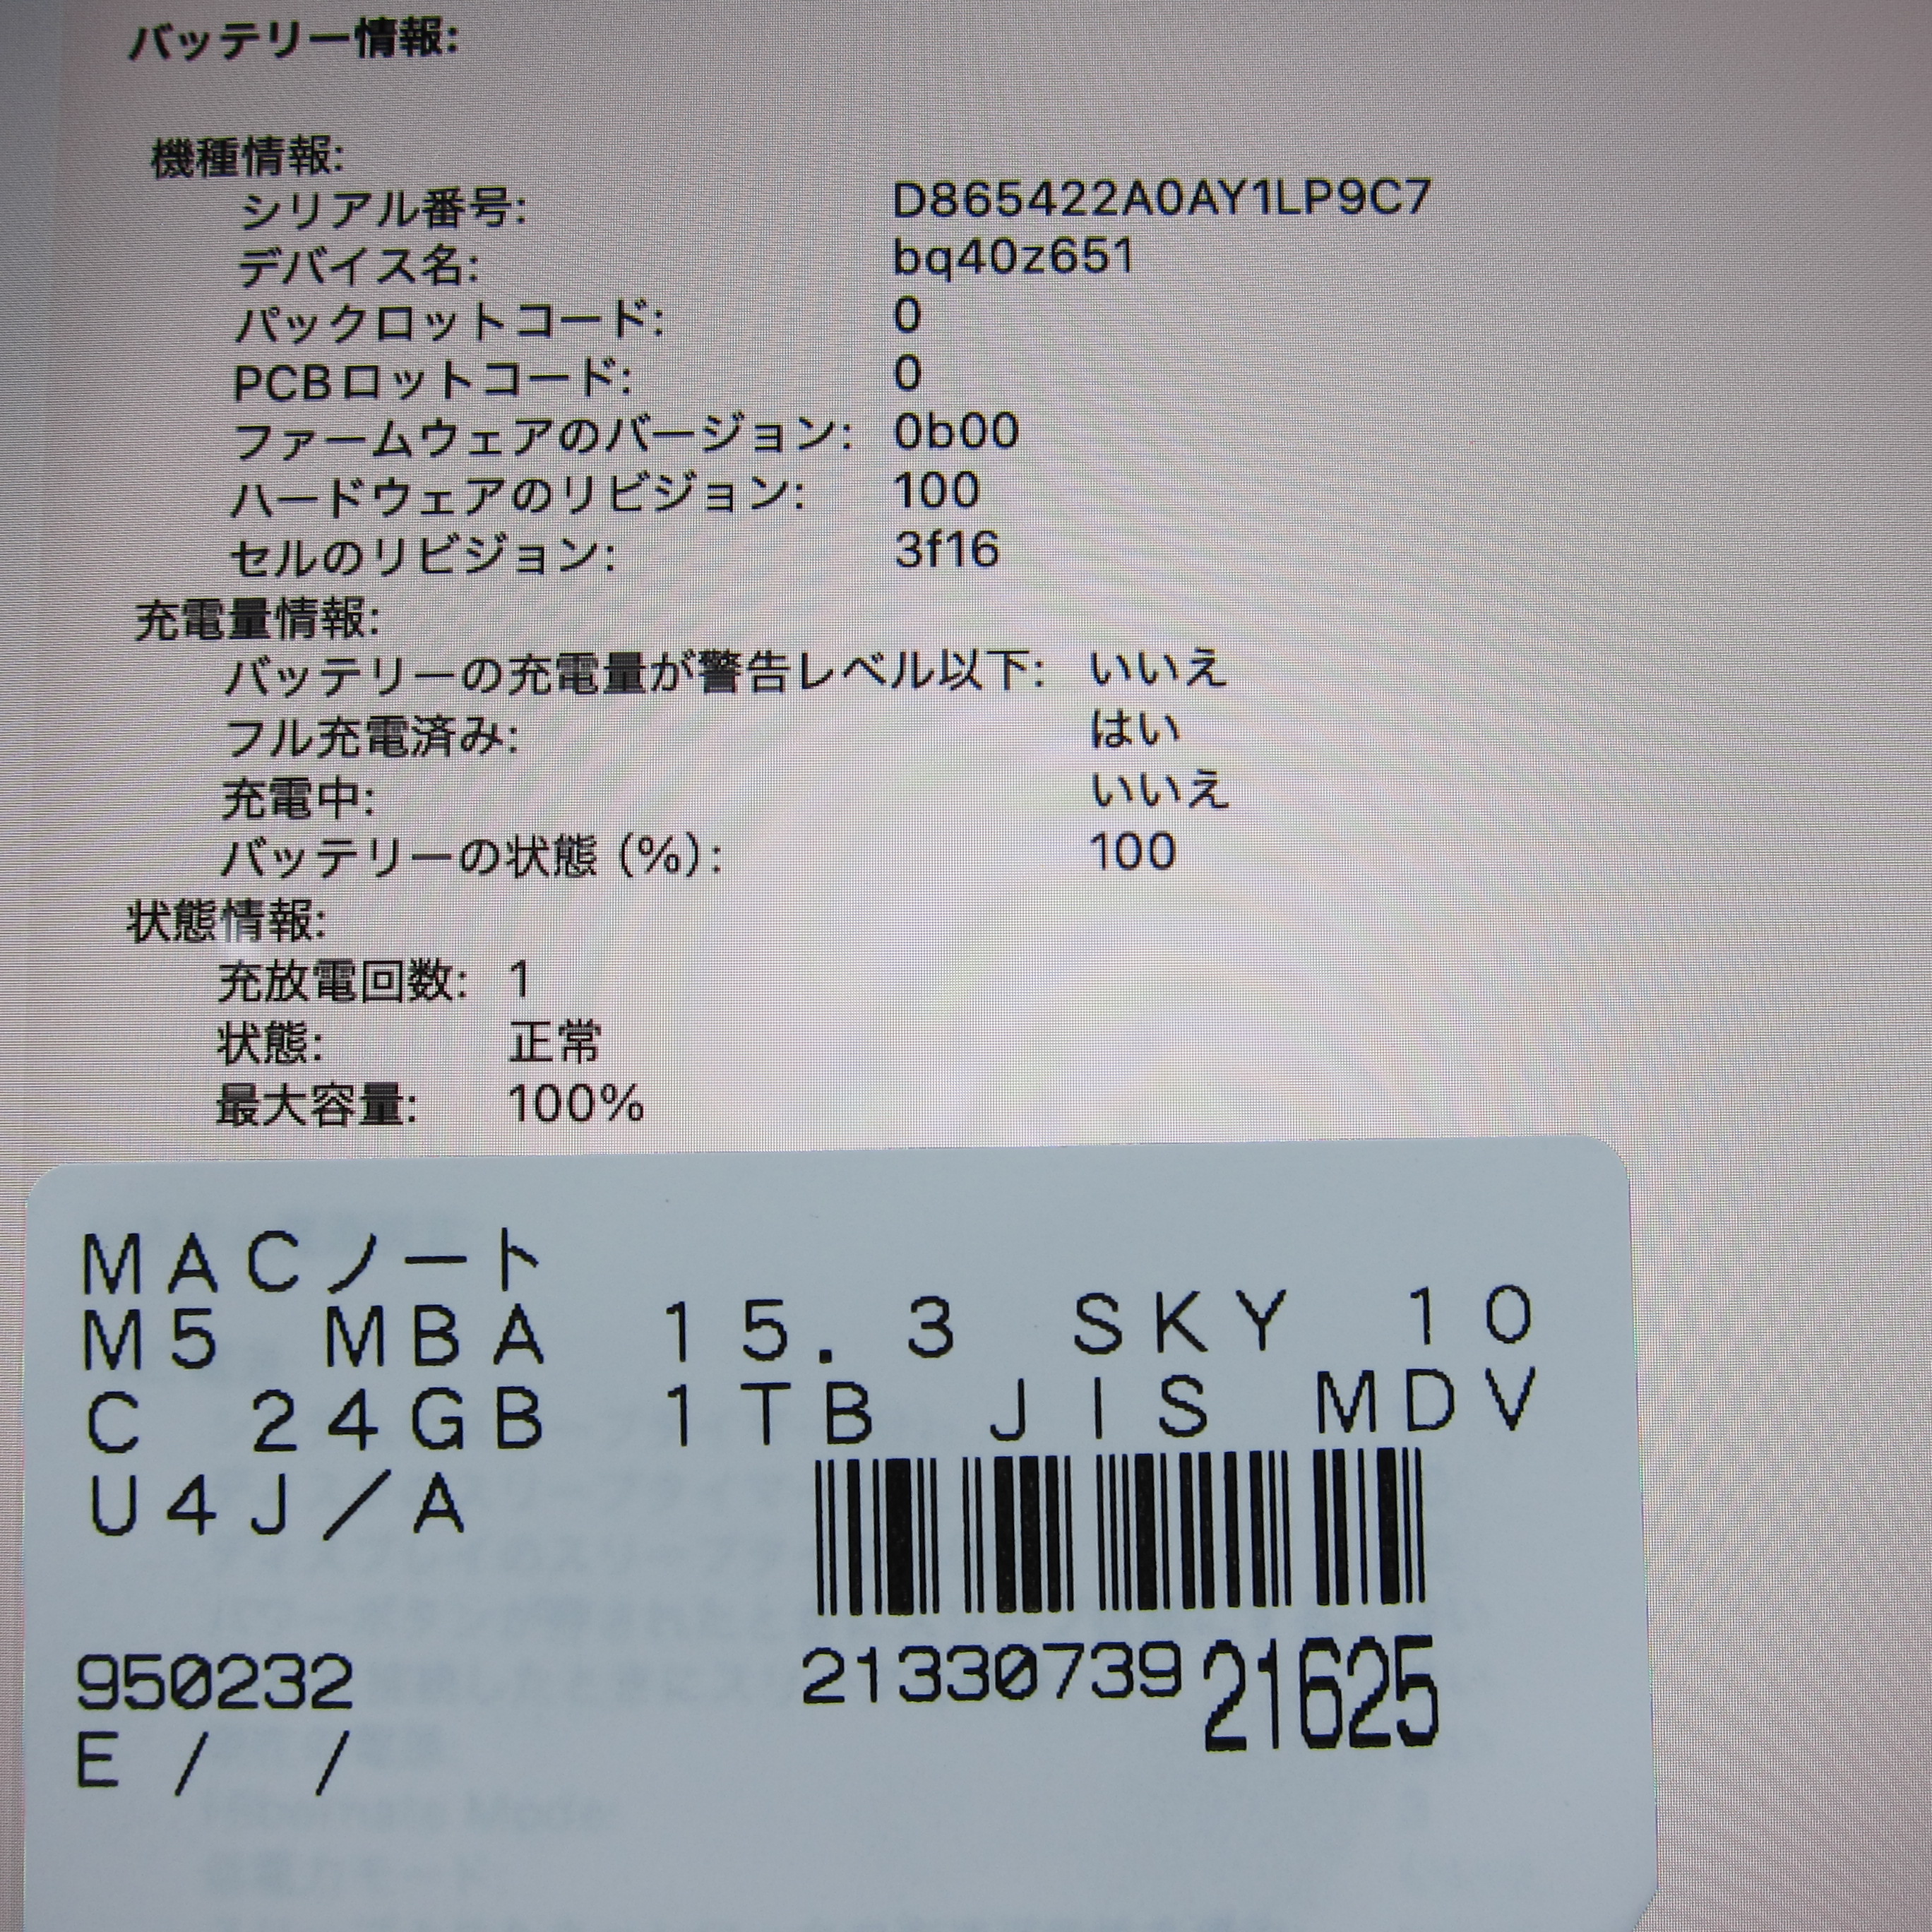 バッテリー情報:
機種情報:
シリアル番号: D865422A0AY1LP9C7
デバイス名: bq40z651
パックロットコード: 0
PCBロットコード: 0
ファームウェアのバージョン: 0b00
ハードウェアのリビジョン: 100
セルのリビジョン: 3f16
充電量情報:
バッテリーの充電量が警告レベル以下: いいえ
フル充電済み: はい
充電中: いいえ
バッテリーの状態 (%): 100
状態情報:
充放電回数: 1
状態: 正常
最大容量: 100%
MACノート
M5 MBA 15.3 SKY 10
C 24GB 1TB JIS MDV
U4J/A
950232 21330739 21625
E / /